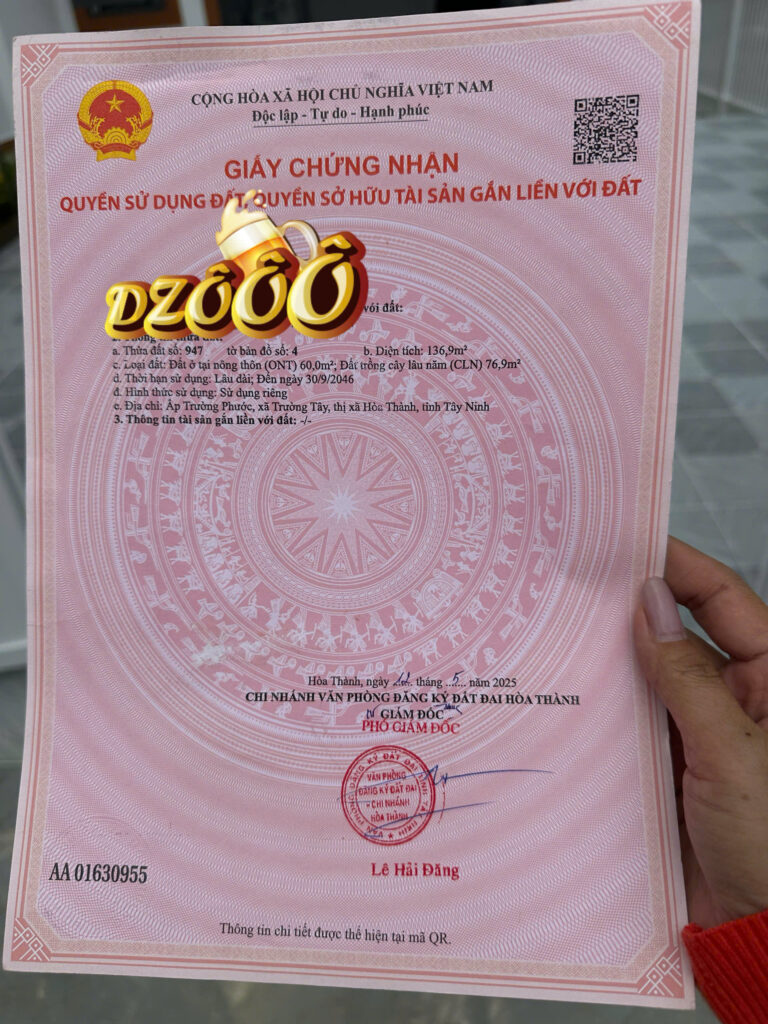 CỘNG HÒA XÃ HỘI CHỦ NGHĨA VIỆT NAM
Độc lập - Tự do - Hạnh phúc
GIẤY CHỨNG NHẬN
QUYỀN SỬ DỤNG ĐẤT, QUYỀN SỞ HỮU TÀI SẢN GẮN LIỀN VỚI ĐẤT
DZÔÔÔ
với đất:
a. Thửa đất số: 947 tờ bản đồ số: 4 b. Diện tích: 136,9m²
c. Loại đất: Đất ở tại nông thôn (ONT) 60,0m²; Đất trồng cây lâu năm (CLN) 76,9m²
d. Thời hạn sử dụng: Lâu dài; Đến ngày 30/9/2046
đ. Hình thức sử dụng: Sử dụng riêng
e. Địa chỉ: Ấp Trường Phước, xã Trường Tây, thị xã Hòa Thành, tỉnh Tây Ninh
3. Thông tin tài sản gắn liền với đất: -/-
Hòa Thành, ngày tháng 5 năm 2025
CHI NHÁNH VĂN PHÒNG ĐĂNG KÝ ĐẤT ĐAI HÒA THÀNH
GIÁM ĐỐC
PHÓ GIÁM ĐỐC
VĂN PHÒNG
ĐĂNG KÝ ĐẤT ĐAI
CHI NHÁNH
HÒA THÀNH
Lê Hải Đăng
AA 01630955
Thông tin chi tiết được thể hiện tại mã QR.